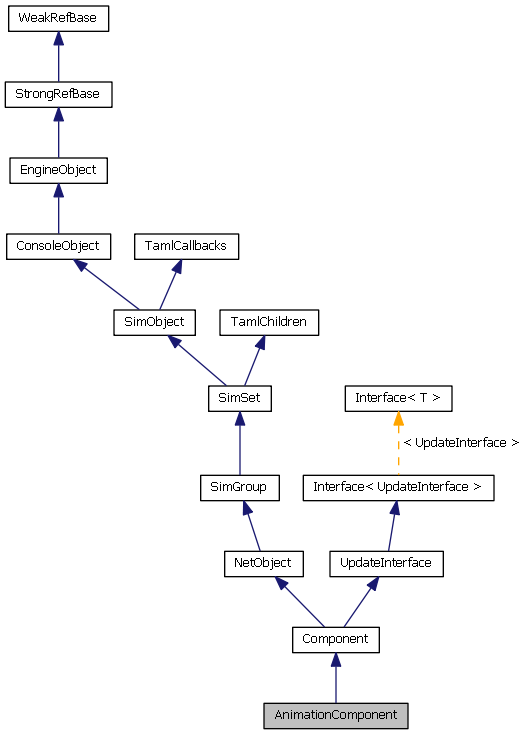 WeakRefBase
StrongRefBase
EngineObject
ConsoleObject
TamlCallbacks
SimObject
TamlChildren
SimSet
Interface< T >
< UpdateInterface >
SimGroup
Interface< UpdateInterface >
NetObject
UpdateInterface
Component
AnimationComponent